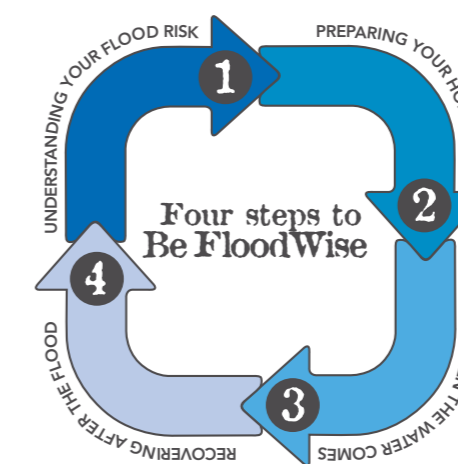 UNDERSTANDING YOUR FLOOD RISK
1
PREPARING YOUR
2
THE WATER COMES
3
RECOVERING AFTER THE FLOOD
4
Four steps to
Be FloodWise